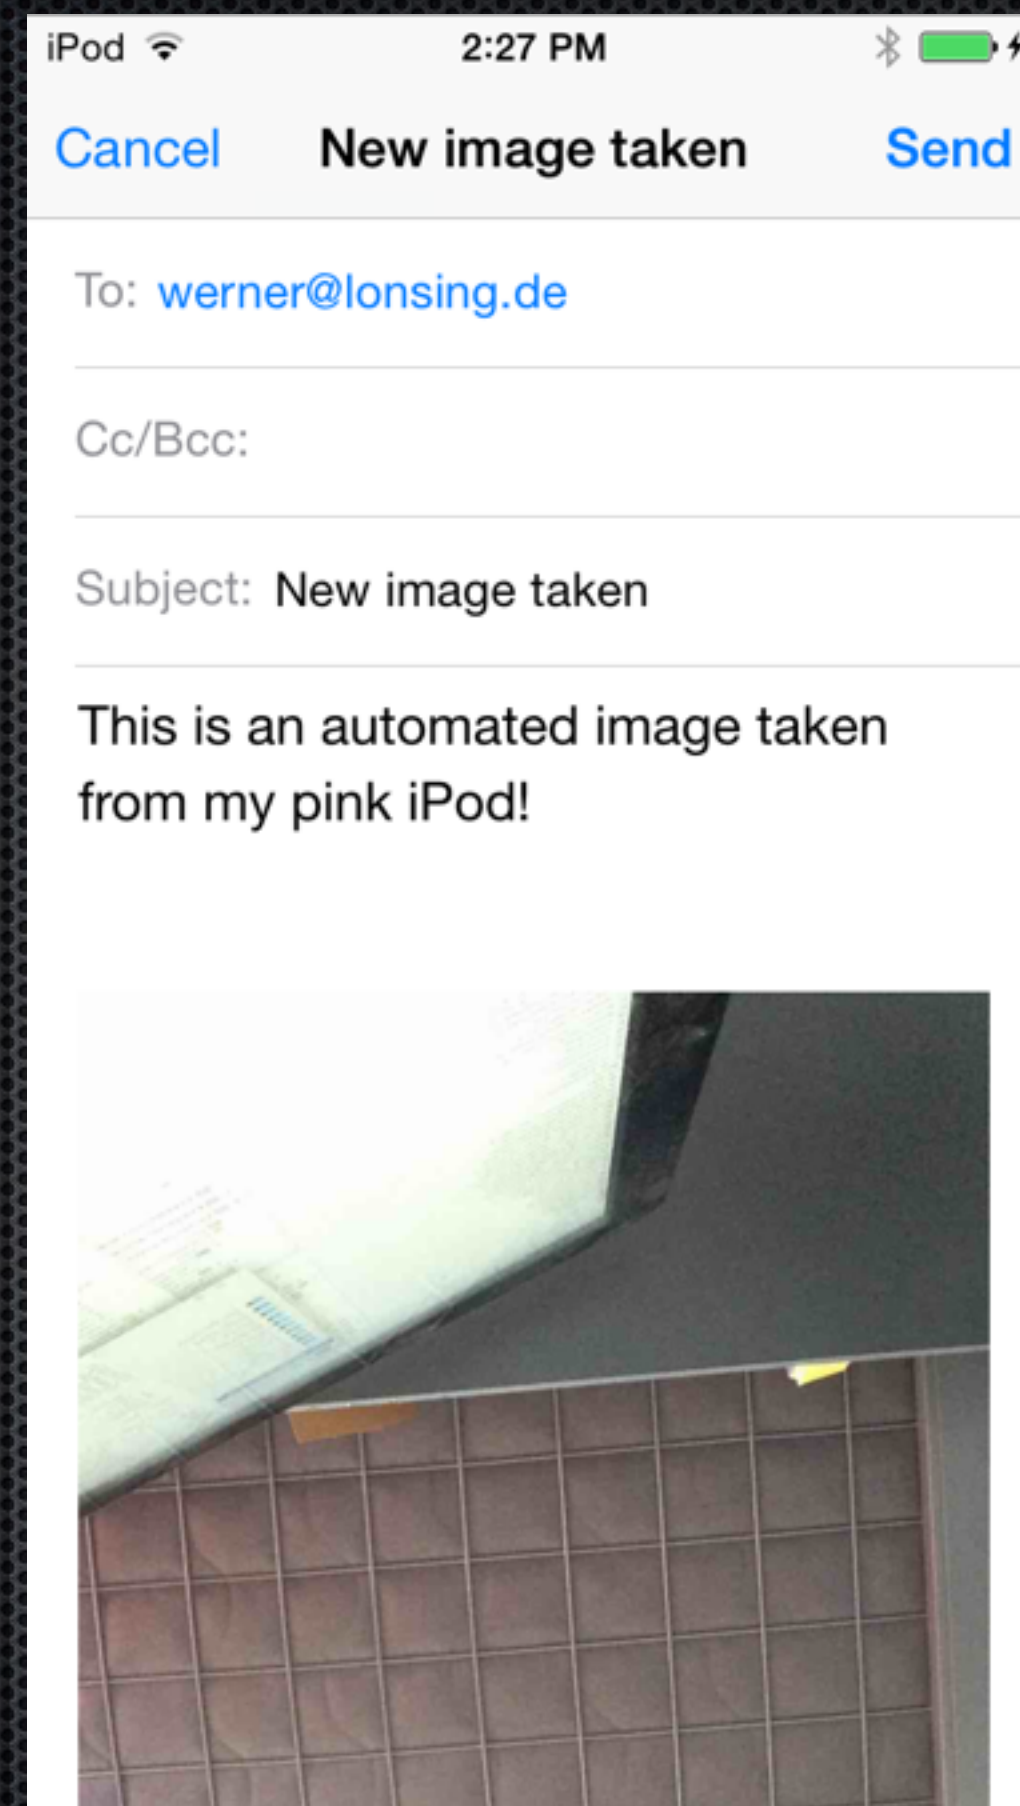 iPod 2:27 PM
Cancel New image taken Send
To: werner@lonsing.de
Cc/Bcc:
Subject: New image taken
This is an automated image taken
from my pink iPod!